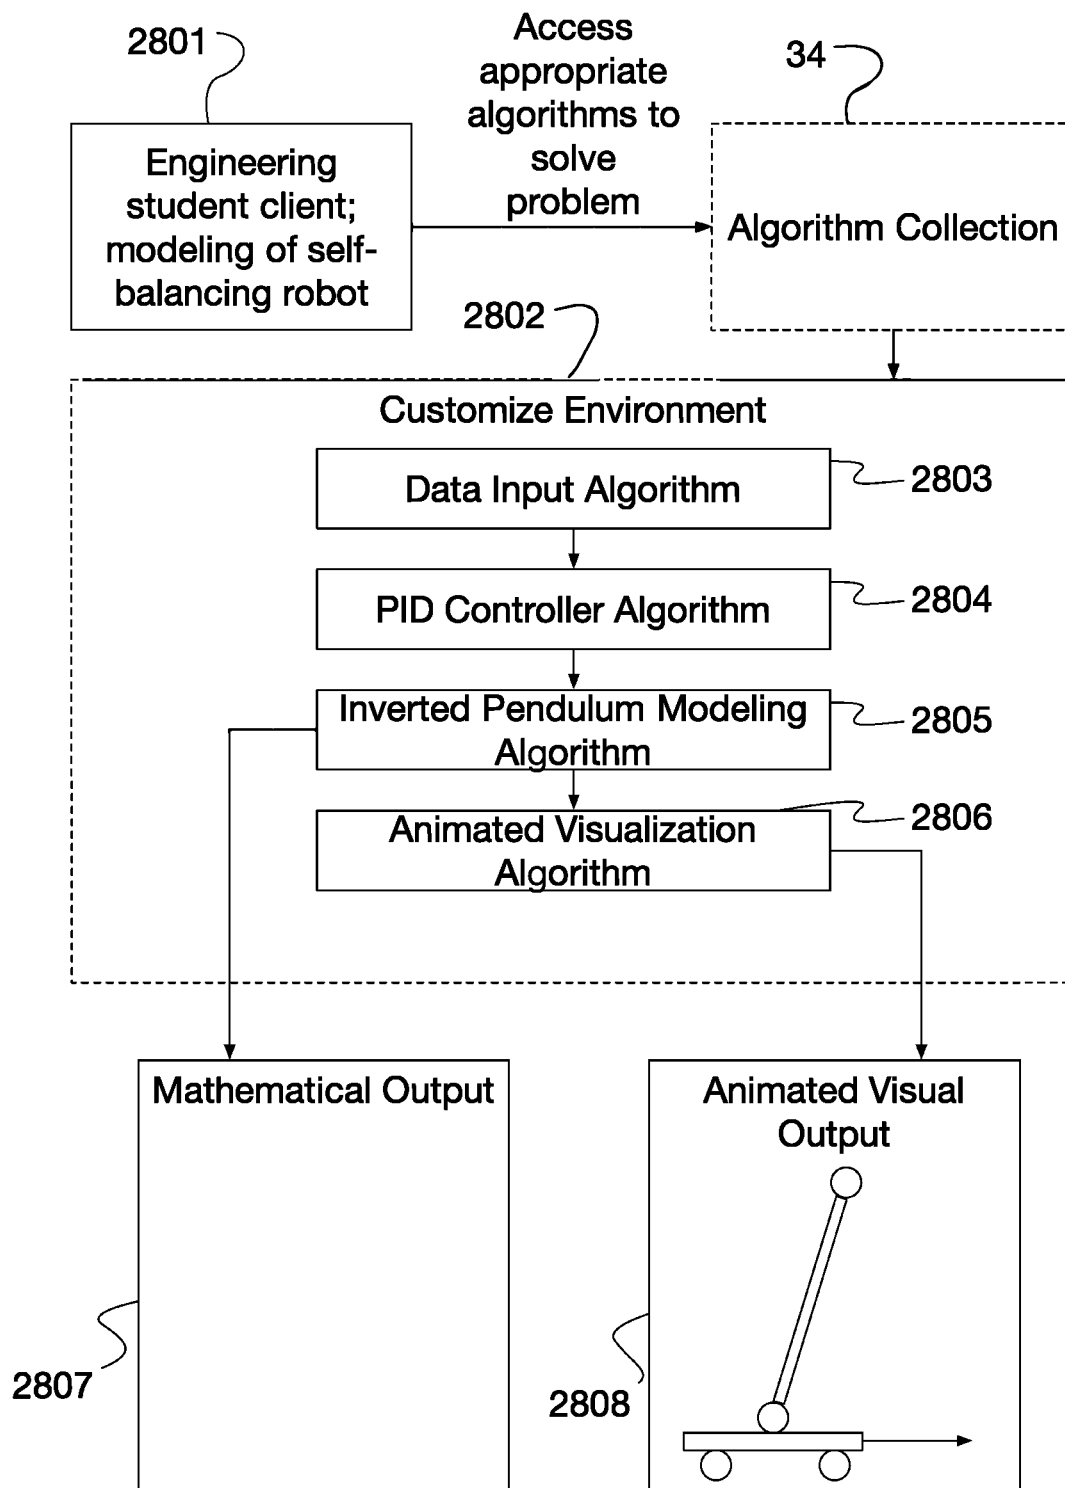 2801
Access
appropriate
algorithms to
solve
problem
34
Engineering
student client;
modeling of self-
balancing robot
Algorithm Collection
2802
Customize Environment
Data Input Algorithm
2803
PID Controller Algorithm
2804
Inverted Pendulum Modeling
Algorithm
2805
Animated Visualization
Algorithm
2806
Mathematical Output
Animated Visual
Output
2807
2808